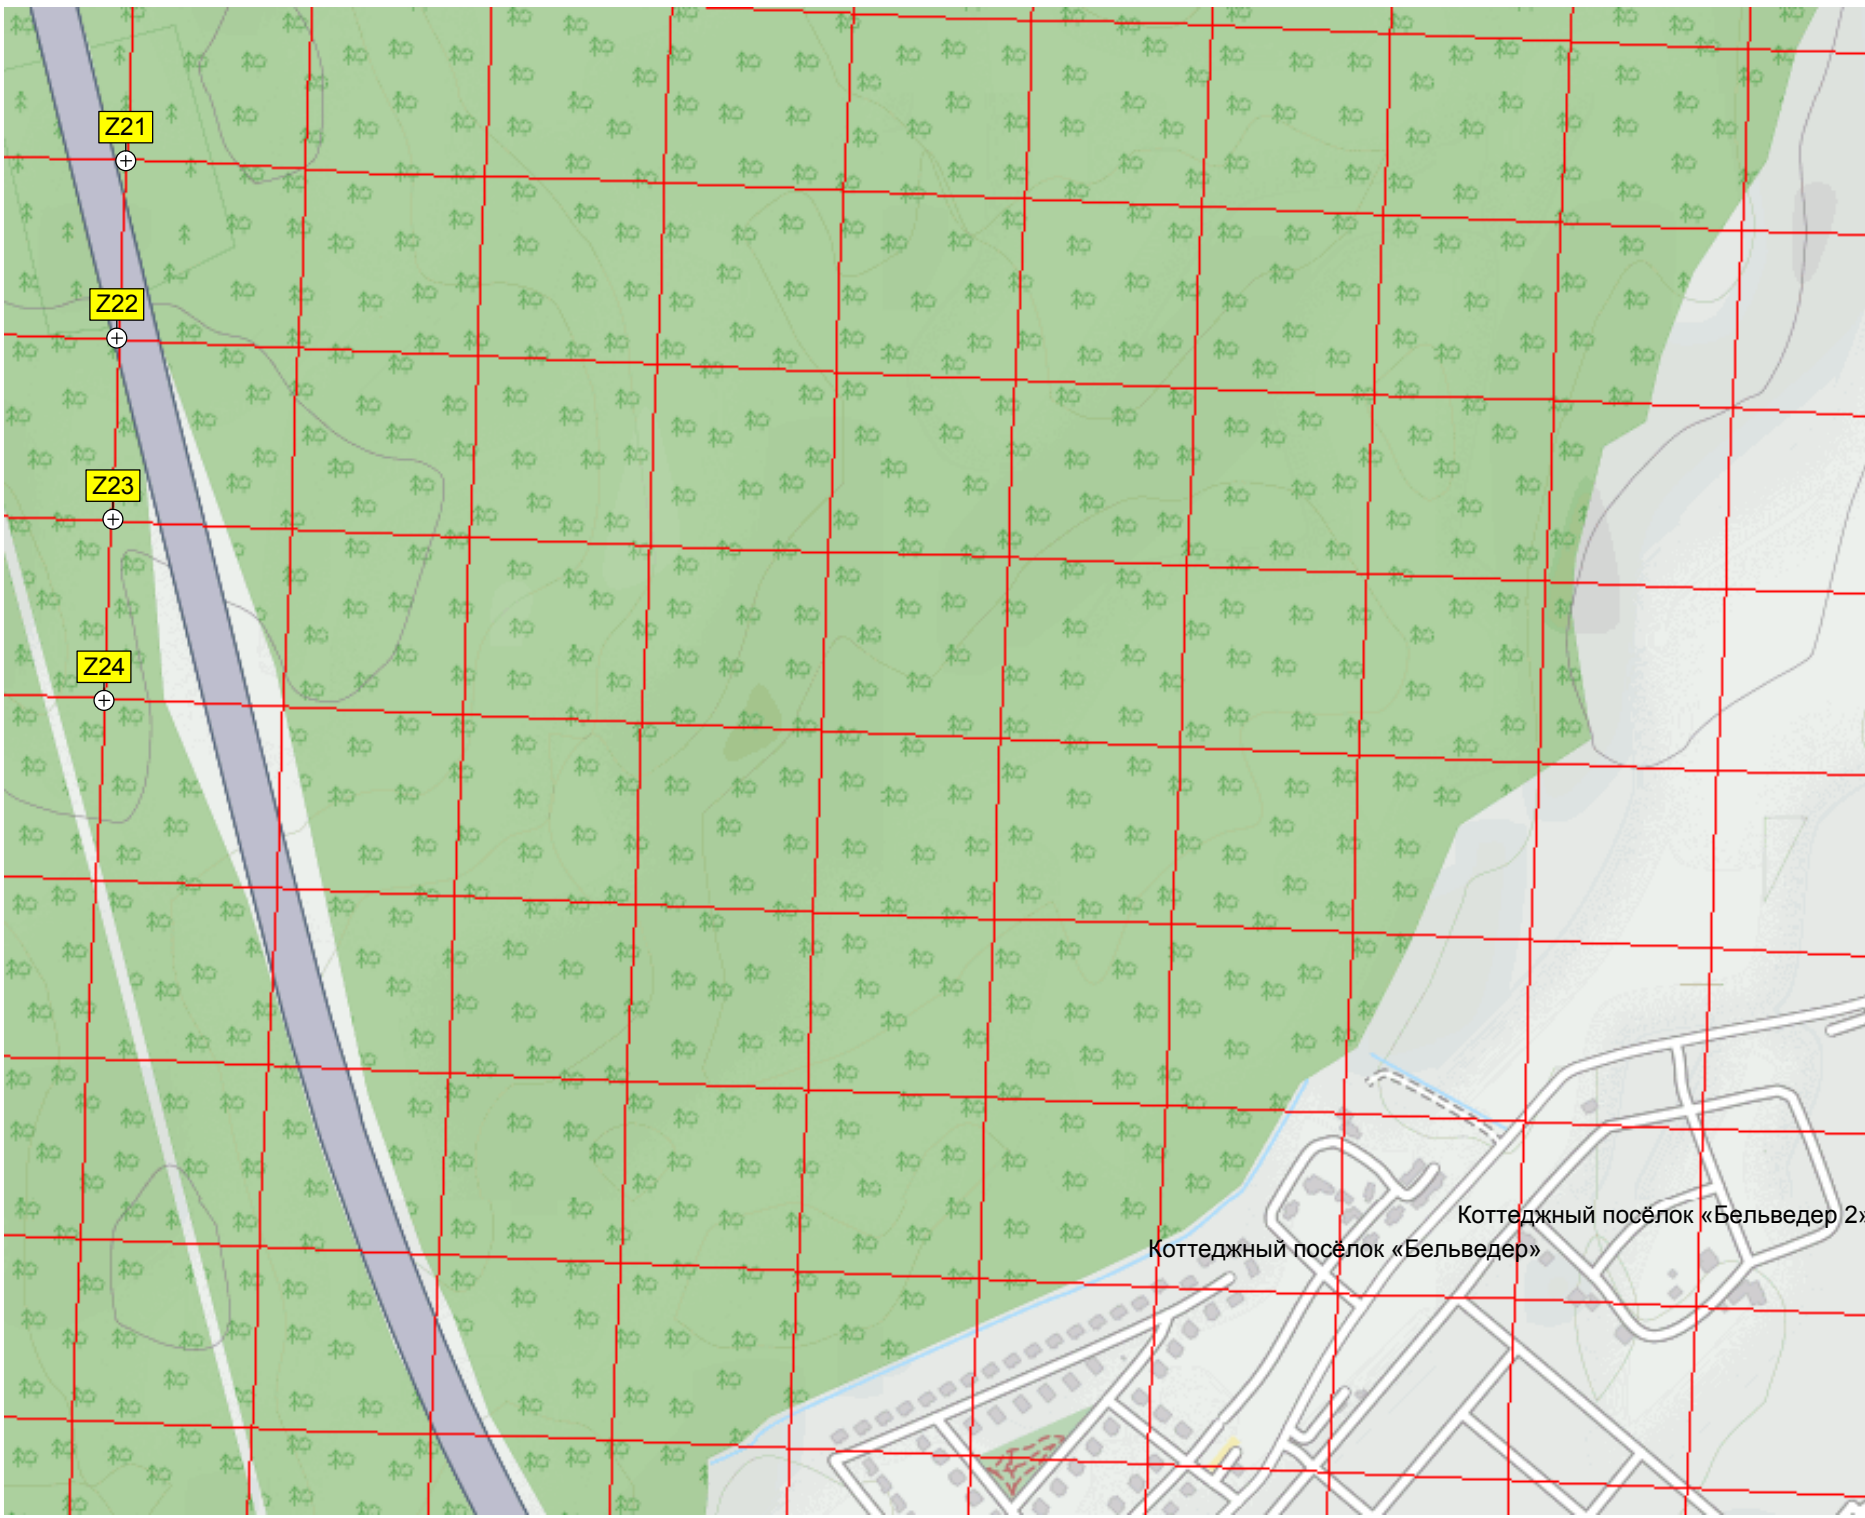 Z21
Z22
Z23
Z24
Коттеджный посёлок «Бельведер 2»
Коттеджный посёлок «Бельведер»